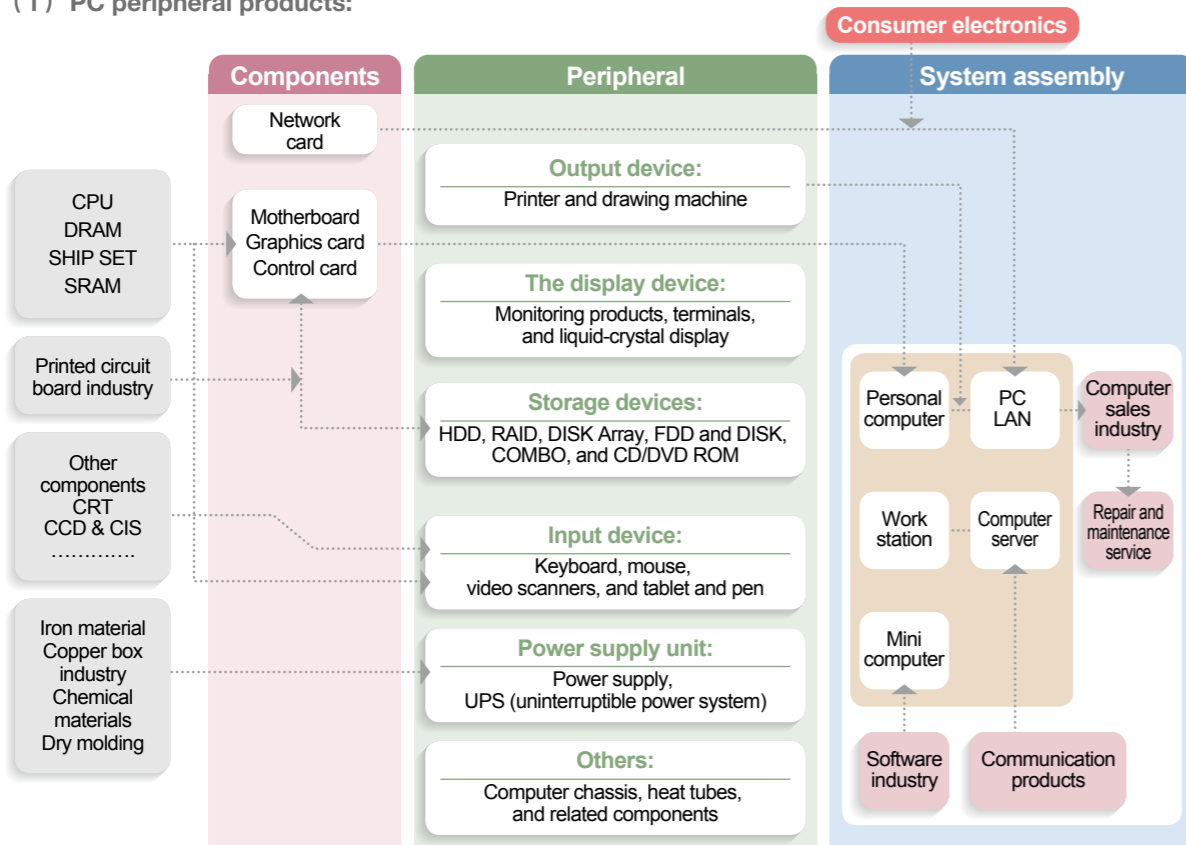 (1) PC peripheral products:
Consumer electronics
Components
Peripheral
System assembly
CPU
DRAM
SHIP SET
SRAM
Printed circuit
board industry
Other
components
CRT
CCD & CIS
.............
Iron material
Copper box
industry
Chemical
materials
Dry molding
Network
card
Motherboard
Graphics card
Control card
Output device:
Printer and drawing machine
The display device:
Monitoring products, terminals,
and liquid-crystal display
Storage devices:
HDD, RAID, DISK Array, FDD and DISK,
COMBO, and CD/DVD ROM
Input device:
Keyboard, mouse,
video scanners, and tablet and pen
Power supply unit:
Power supply,
UPS (uninterruptible power system)
Others:
Computer chassis, heat tubes,
and related components
Personal
computer
PC
LAN
Computer
sales
industry
Work
station
Computer
server
Repair and
maintenance
service
Mini
computer
Software
industry
Communication
products